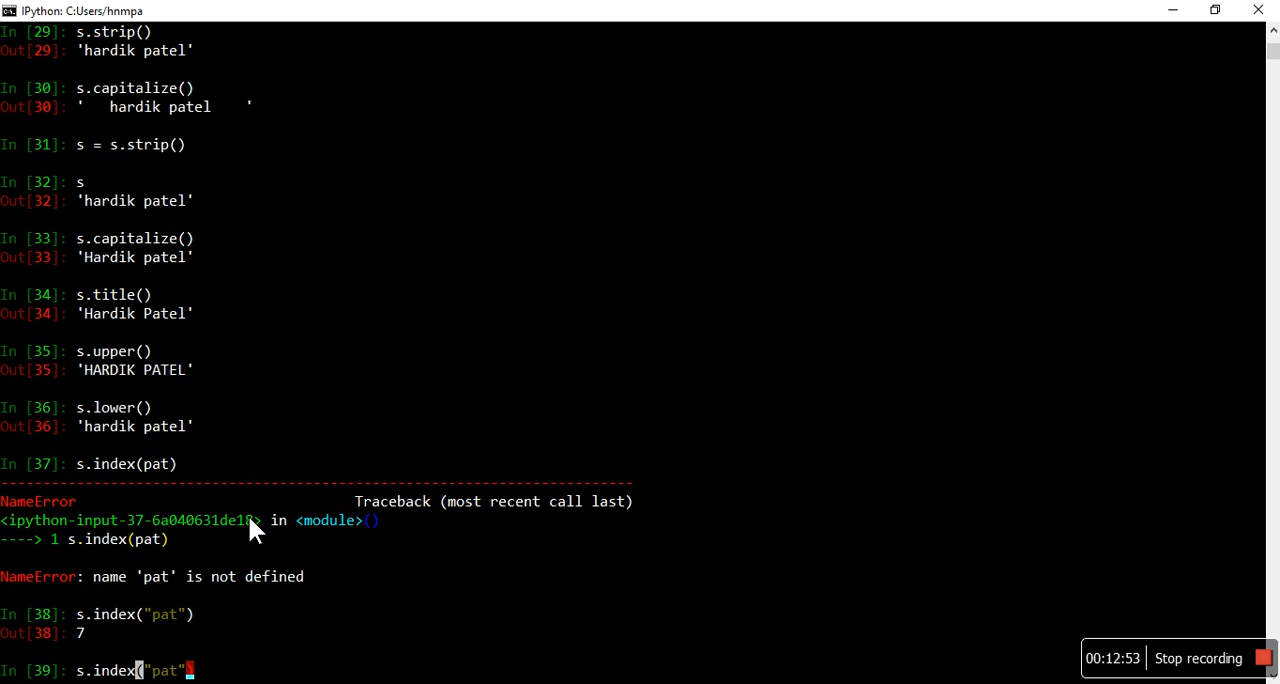 IPython: C:Users/hnmpa
In [29]: s.strip()
Out[29]: 'hardik patel'
In [30]: s.capitalize()
Out[30]: '   hardik patel    '
In [31]: s = s.strip()
In [32]: s
Out[32]: 'hardik patel'
In [33]: s.capitalize()
Out[33]: 'Hardik patel'
In [34]: s.title()
Out[34]: 'Hardik Patel'
In [35]: s.upper()
Out[35]: 'HARDIK PATEL'
In [36]: s.lower()
Out[36]: 'hardik patel'
In [37]: s.index(pat)
---------------------------------------------------------------------------
NameError                                 Traceback (most recent call last)
<ipython-input-37-6a040631de18> in <module>()
----> 1 s.index(pat)
NameError: name 'pat' is not defined
In [38]: s.index("pat")
Out[38]: 7
In [39]: s.index("pat")
00:12:53 Stop recording